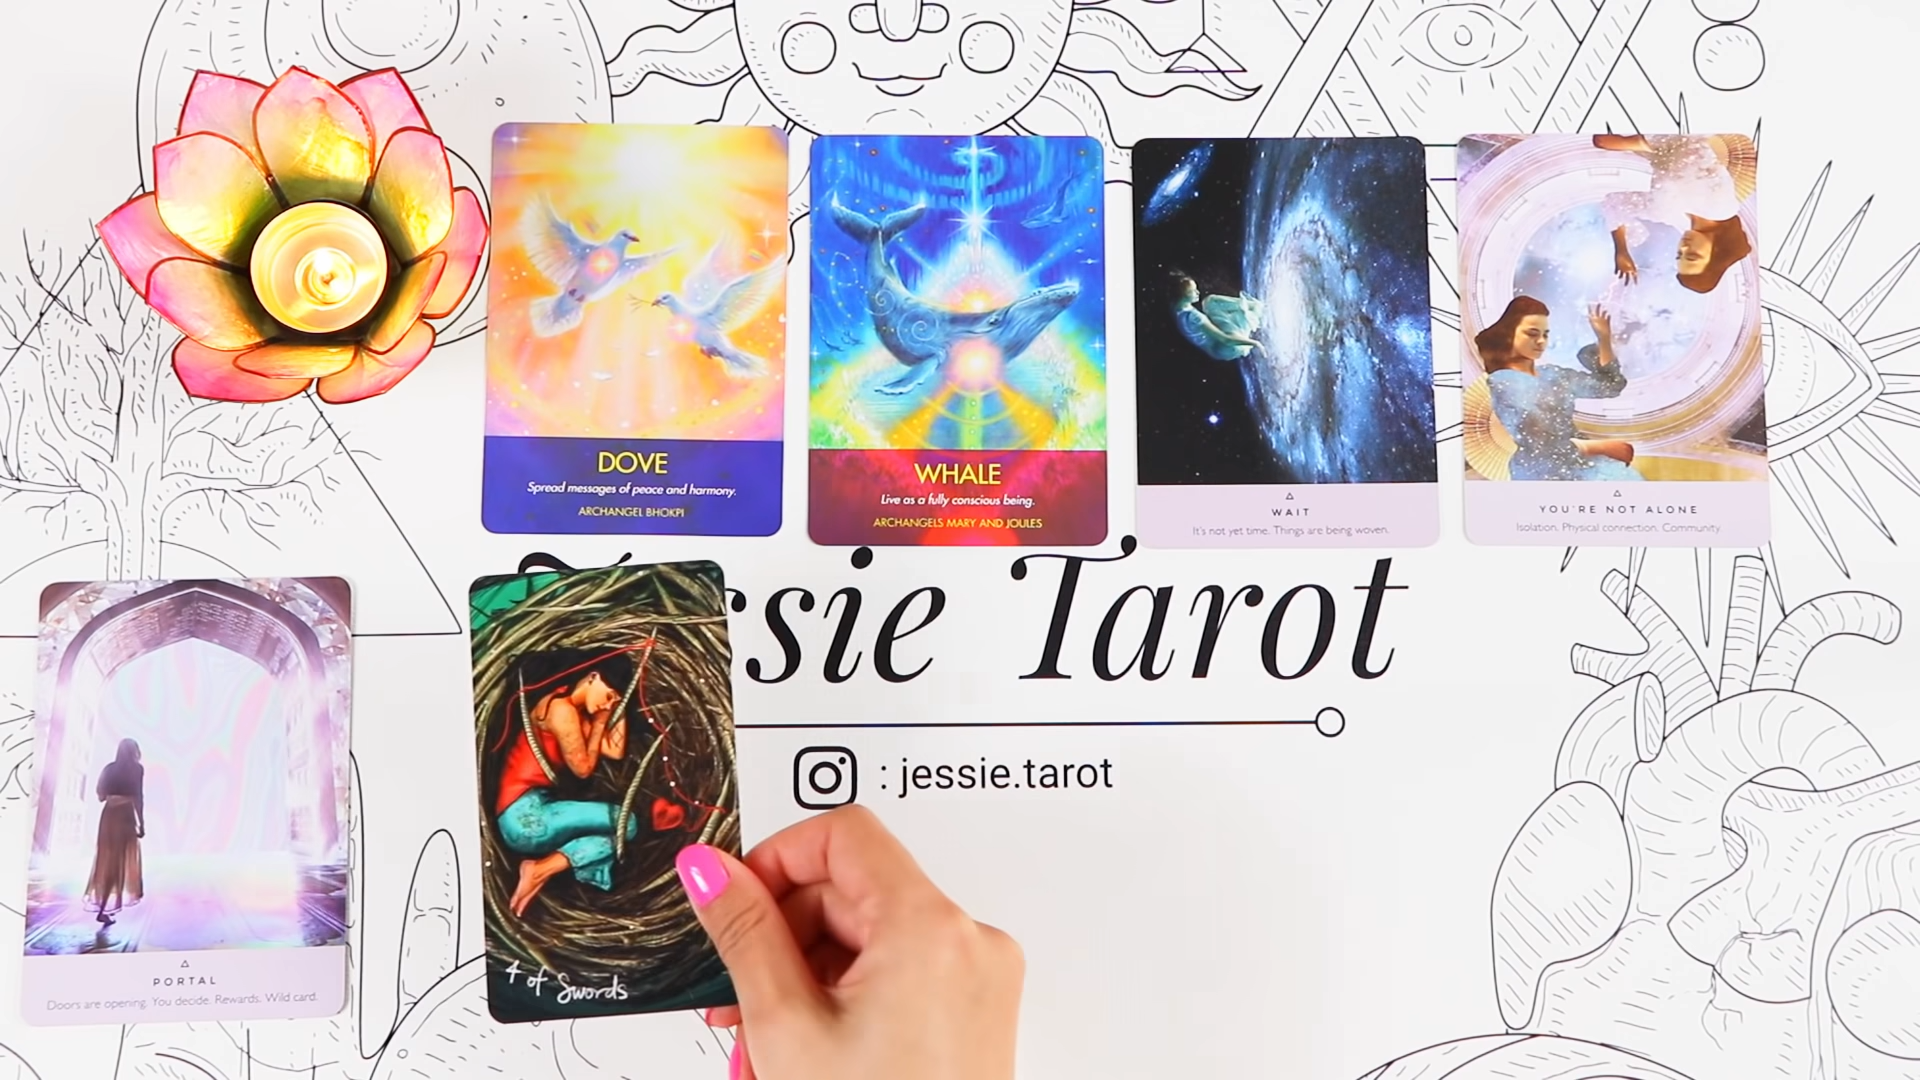 DOVE
Spread messages of peace and harmony.
ARCHANGEL BHOKPI
WHALE
Live as a fully conscious being.
ARCHANGELS MARY AND JOULES
WAIT
It's not yet time. Things are being woven.
YOU'RE NOT ALONE
Isolation. Physical connection. Community.
ssie Tarot
: jessie.tarot
PORTAL
Doors are opening. You decide. Rewards. Wild card.
4 of Swords